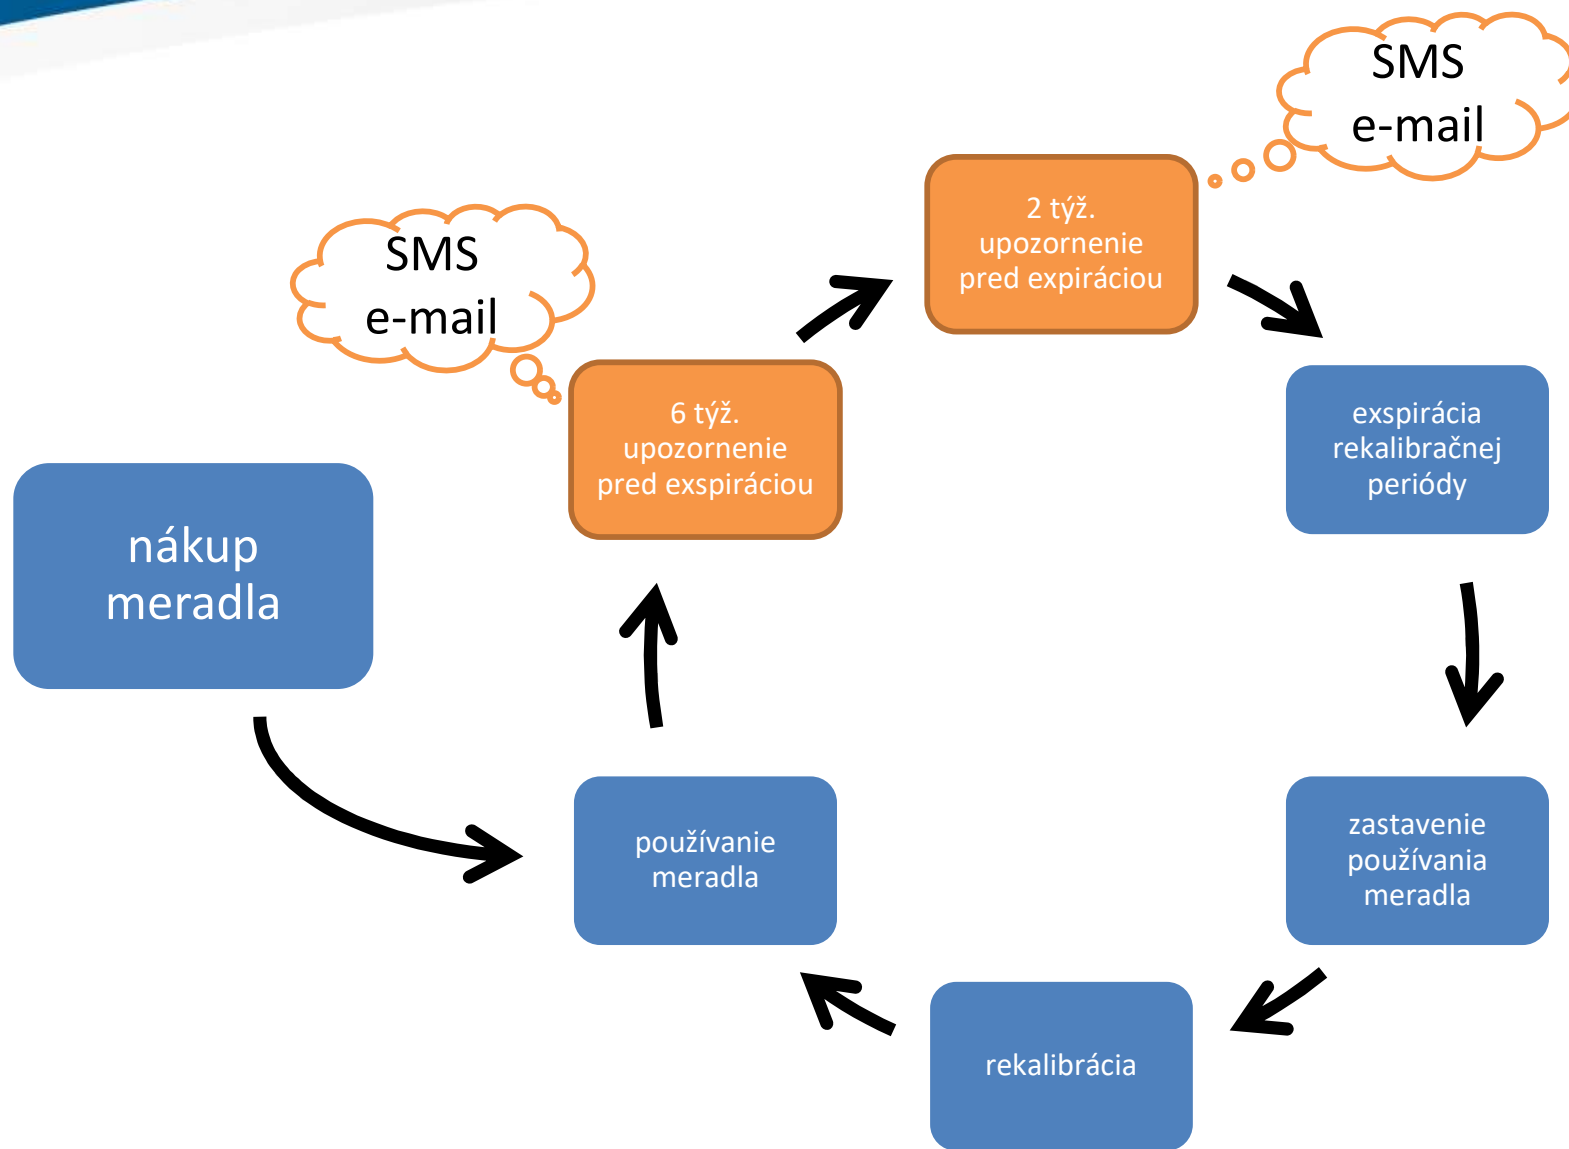 SMS
e-mail
2 týž.
upozornenie
pred expiráciou
SMS
e-mail
6 týž.
upozornenie
pred exspiráciou
exspirácia
rekalibračnej
periódy
nákup
meradla
používanie
meradla
zastavenie
používania
meradla
rekalibrácia